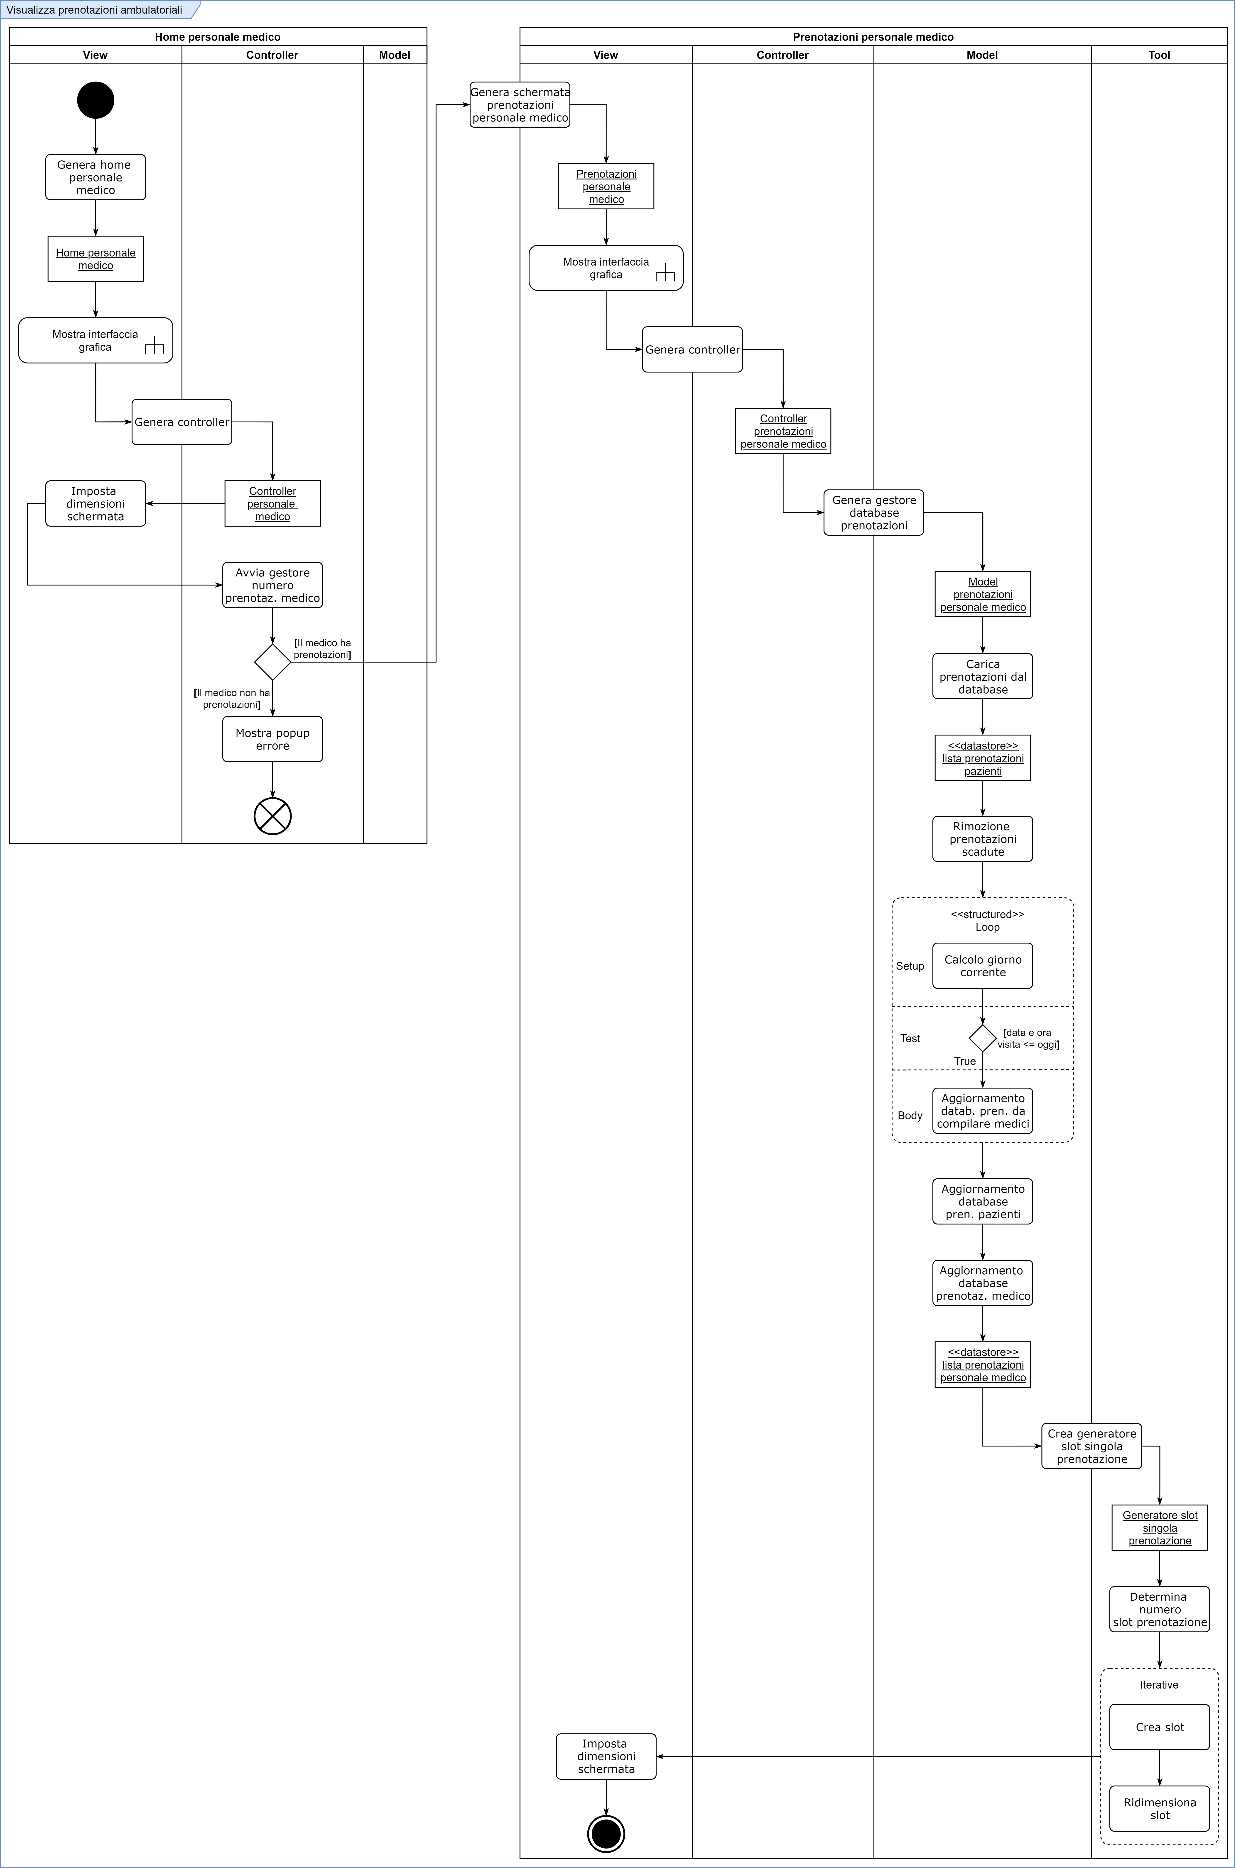 Visualizza prenotazioni ambulatoriali
Home personale medico
View
Controller
Model
Genera home
personale
medico
Home personale
medico
Mostra interfaccia
grafica
Genera controller
Controller
personale
medico
Imposta
dimensioni
schermata
Avvia gestore
numero
prenotaz. medico
[Il medico ha
prenotazioni]
[Il medico non ha
prenotazioni]
Mostra popup
errore
Prenotazioni personale medico
View
Controller
Model
Tool
Genera schermata
prenotazioni
personale medico
Prenotazioni
personale
medico
Mostra interfaccia
grafica
Genera controller
Controller
prenotazioni
personale medico
Genera gestore
database
prenotazioni
Model
prenotazioni
personale medico
Carica
prenotazioni dal
database
<<datastore>>
lista prenotazioni
pazienti
Rimozione
prenotazioni
scadute
<<structured>>
Loop
Setup
Calcolo giorno
corrente
Test
[data e ora
visita <= oggi]
True
Body
Aggiornamento
datab. pren. da
compilare medici
Aggiornamento
database
pren. pazienti
Aggiornamento
database
prenotaz. medico
<<datastore>>
lista prenotazioni
personale medico
Crea generatore
slot singola
prenotazione
Generatore slot
singola
prenotazione
Determina
numero
slot prenotazione
Iterative
Crea slot
Ridimensiona
slot
Imposta
dimensioni
schermata